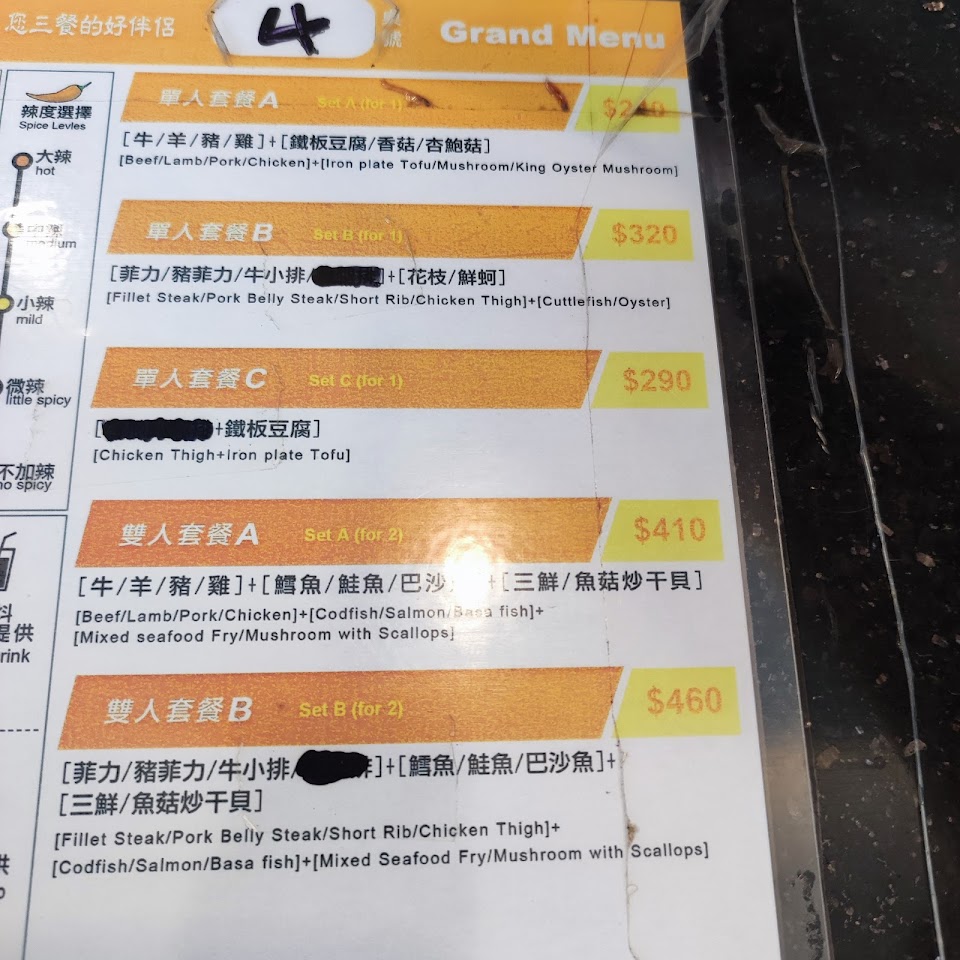 您三餐的好伴侶
4
號
Grand Menu
辣度選擇
Spice Levles
大辣
hot
小辣
mild
微辣
little spicy
不加辣
no spicy
提供
單人套餐A Set A (for 1)
[牛/羊/豬/雞]+[鐵板豆腐/香菇/杏鮑菇]
[Beef/Lamb/Pork/Chicken]+[Iron plate Tofu/Mushroom/King Oyster Mushroom]
單人套餐B Set B (for 1) $320
[菲力/豬菲力/牛小排/ ]+[花枝/鮮蚵]
[Fillet Steak/Pork Belly Steak/Short Rib/Chicken Thigh]+[Cuttlefish/Oyster]
單人套餐C Set C (for 1) $290
[ +鐵板豆腐]
[Chicken Thigh+Iron plate Tofu]
雙人套餐A Set A (for 2) $410
[牛/羊/豬/雞]+[鱈魚/鮭魚/巴沙 +[三鮮/魚菇炒干貝]
[Beef/Lamb/Pork/Chicken]+[Codfish/Salmon/Basa fish]+
[Mixed seafood Fry/Mushroom with Scallops]
雙人套餐B Set B (for 2) $460
[菲力/豬菲力/牛小排/ ]+[鱈魚/鮭魚/巴沙魚]+
[三鮮/魚菇炒干貝]
[Fillet Steak/Pork Belly Steak/Short Rib/Chicken Thigh]+
[Codfish/Salmon/Basa fish]+[Mixed Seafood Fry/Mushroom with Scallops]